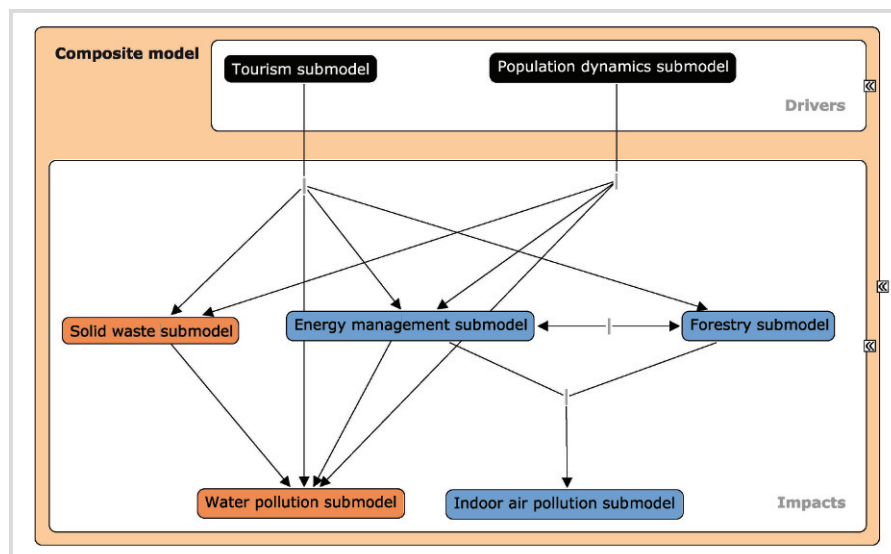 Composite model
Tourism submodel
Population dynamics submodel
Drivers
Solid waste submodel
Energy management submodel
Forestry submodel
Water pollution submodel
Indoor air pollution submodel
Impacts